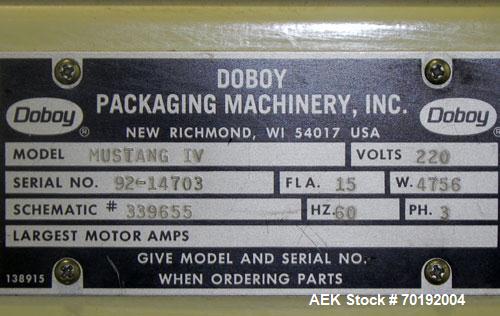 DOBOY
PACKAGING MACHINERY, INC.
Doboy ® Doboy ®
NEW RICHMOND, WI 54017 USA
MODEL MUSTANG IV VOLTS 220
SERIAL NO. 92-14703 FLA. 15 W. 4756
SCHEMATIC # 339655 HZ. 60 PH. 3
LARGEST MOTOR AMPS
GIVE MODEL AND SERIAL NO.
138915 WHEN ORDERING PARTS
AEK Stock # 70192004